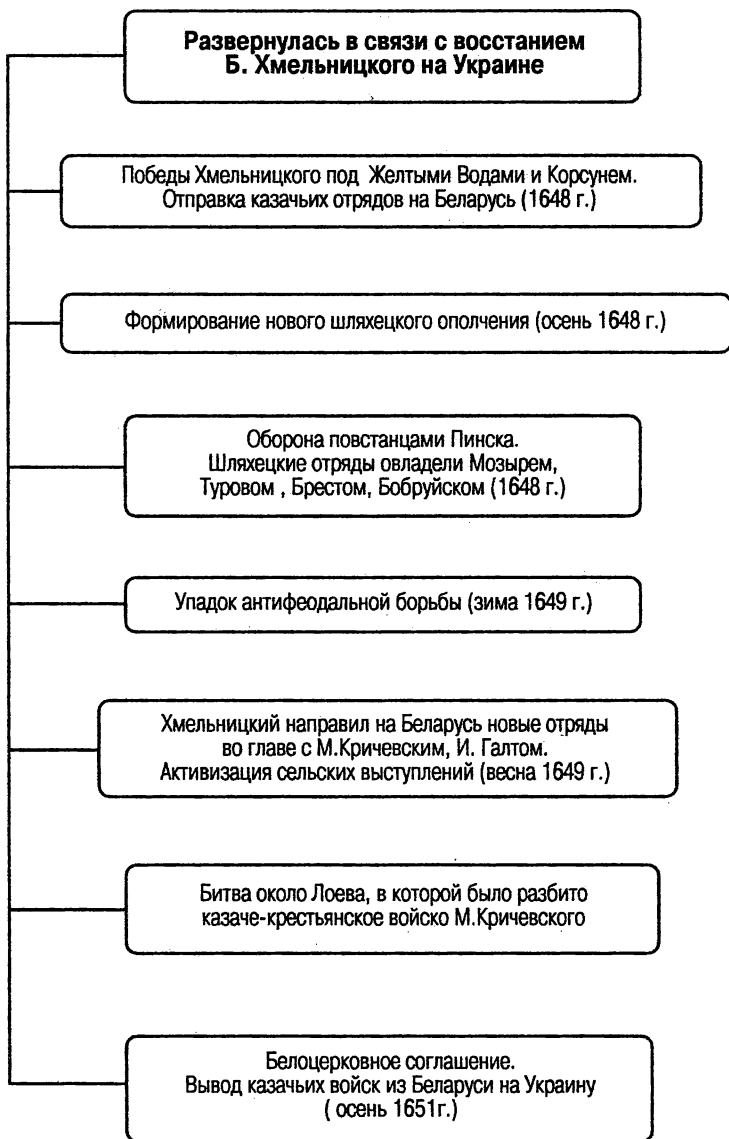 Развернулась в связи с восстанием
Б. Хмельницкого на Украине
Победы Хмельницкого под Желтыми Водами и Корсунем.
Отправка казачьих отрядов на Беларусь (1648 г.)
Формирование нового шляхецкого ополчения (осень 1648 г.)
Оборона повстанцами Пинска.
Шляхецкие отряды овладели Мозырем,
Туровом , Брестом, Бобруйском (1648 г.)
Упадок антифеодальной борьбы (зима 1649 г.)
Хмельницкий направил на Беларусь новые отряды
во главе с М.Кричевским, И. Галтом.
Активизация сельских выступлений (весна 1649 г.)
Битва около Лоева, в которой было разбито
казаче-крестьянское войско М.Кричевского
Белоцерковное соглашение.
Вывод казачьих войск из Беларуси на Украину
( осень 1651г.)